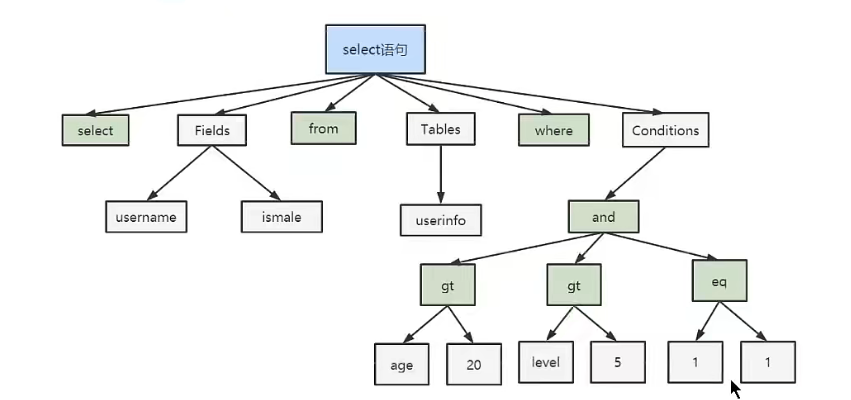 select语句
select
Fields
from
Tables
where
Conditions
username
ismale
userinfo
and
gt
gt
eq
age
20
level
5
1
1